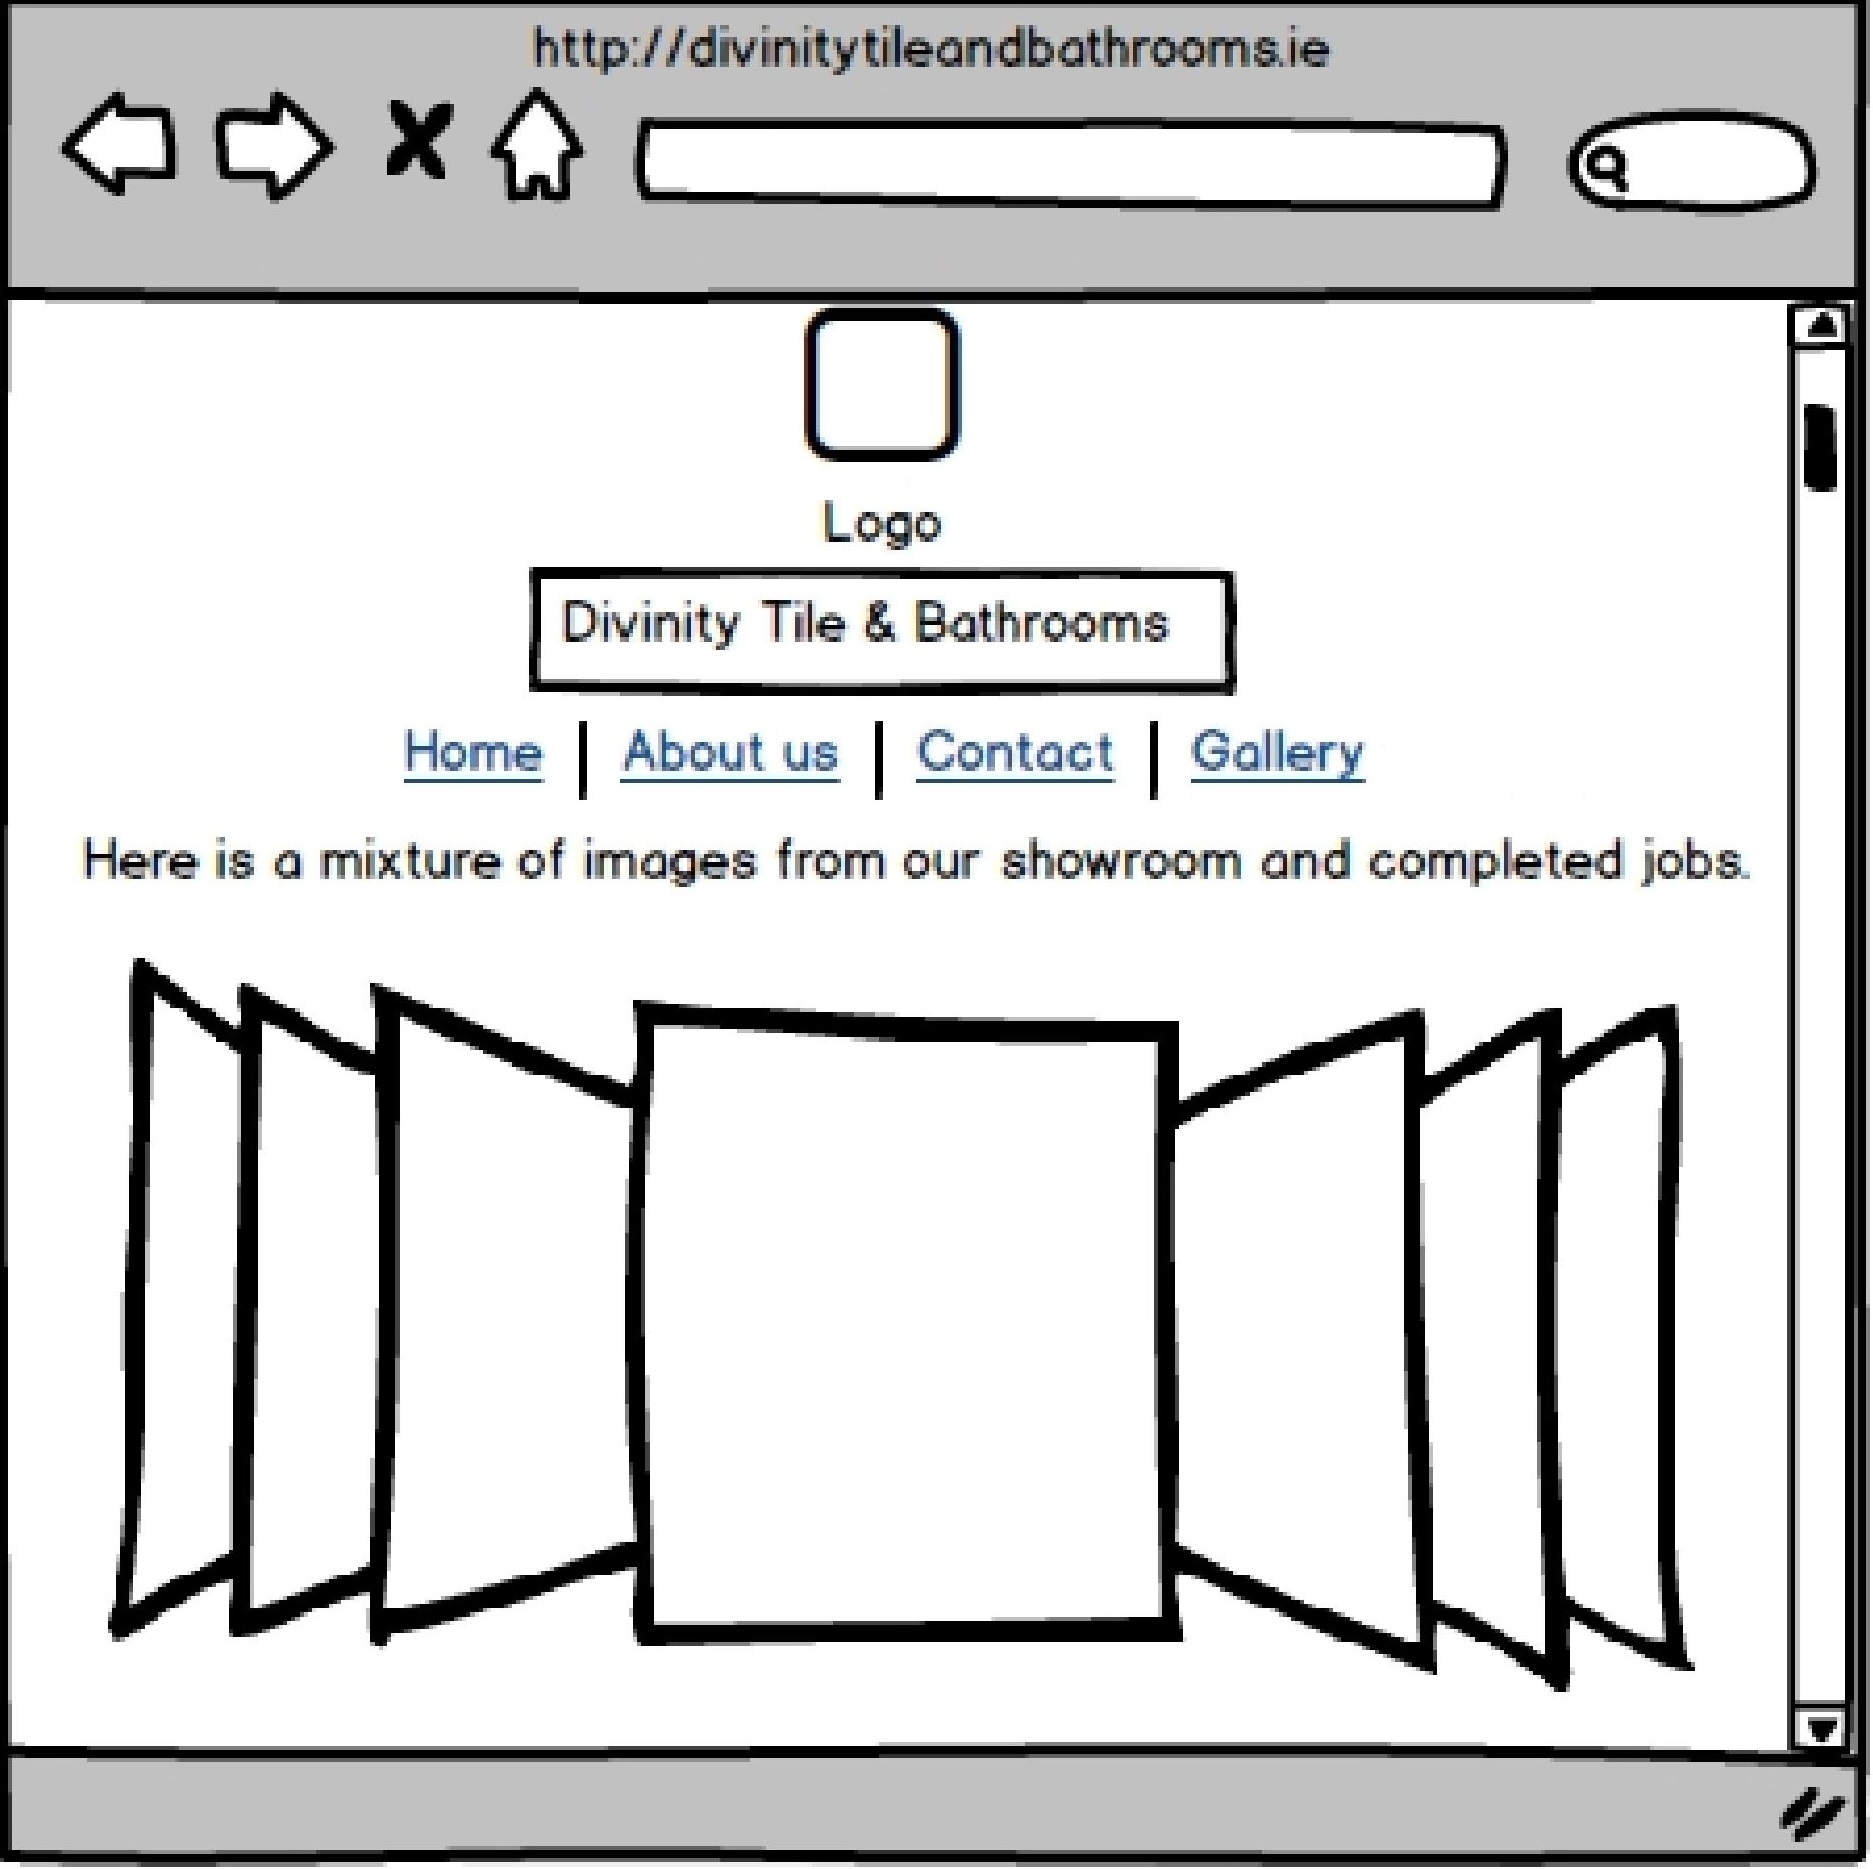 http://divinitytileandbathrooms.ie
Logo
Divinity Tile & Bathrooms
Home | About us | Contact | Gallery
Here is a mixture of images from our showroom and completed jobs.